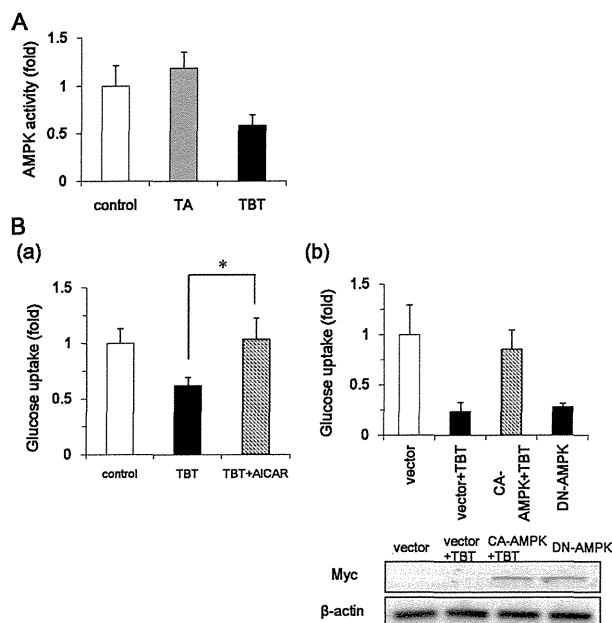 A
AMPK activity (fold)
1.5
1
0.5
0
control TA TBT
B
(a)
Glucose uptake (fold)
1.5
1
0.5
0
*
control TBT TBT+AICAR
(b)
Glucose uptake (fold)
1.5
1
0.5
0.25
0
vector
vector+TBT
CA-
AMPK+TBT
DN-AMPK
vector vector +TBT CA-AMPK +TBT DN-AMPK
Myc
β-actin